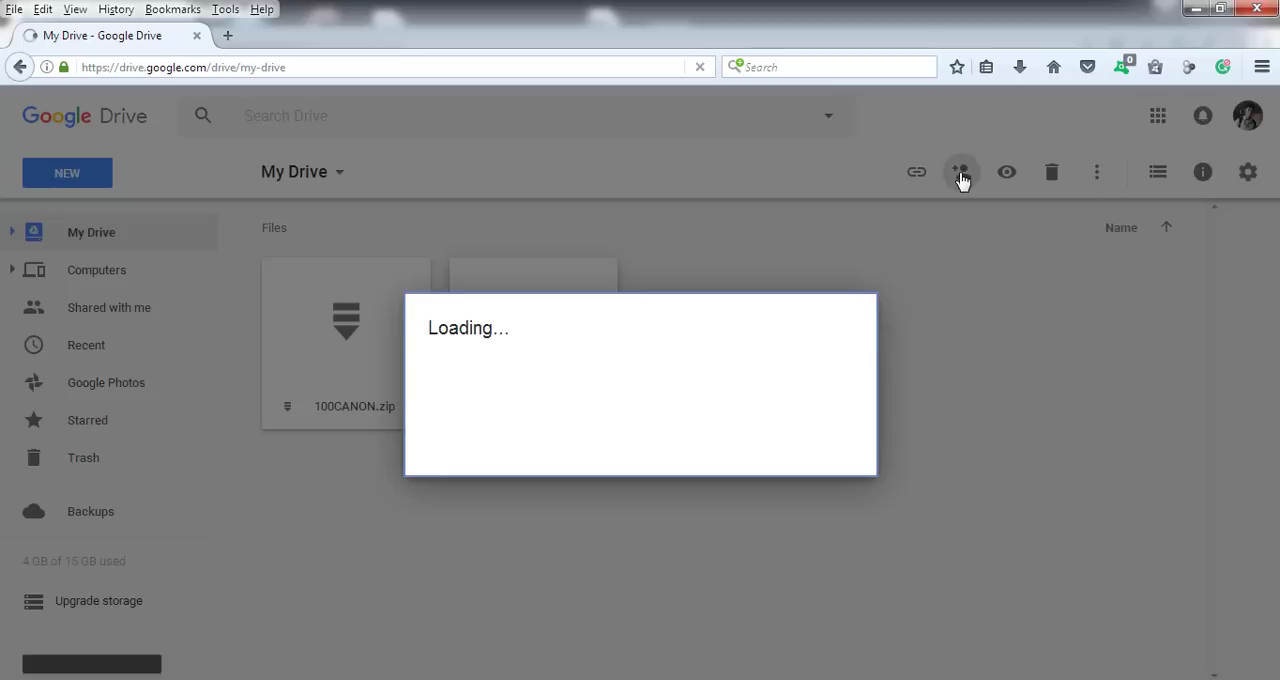 File Edit View History Bookmarks Tools Help
My Drive - Google Drive
https://drive.google.com/drive/my-drive
Search
0
Google Drive
Search Drive
NEW
My Drive
My Drive
Files
Name
Computers
Shared with me
Recent
Google Photos
Starred
Trash
Backups
Loading...
100CANON.zip
4 GB of 15 GB used
Upgrade storage